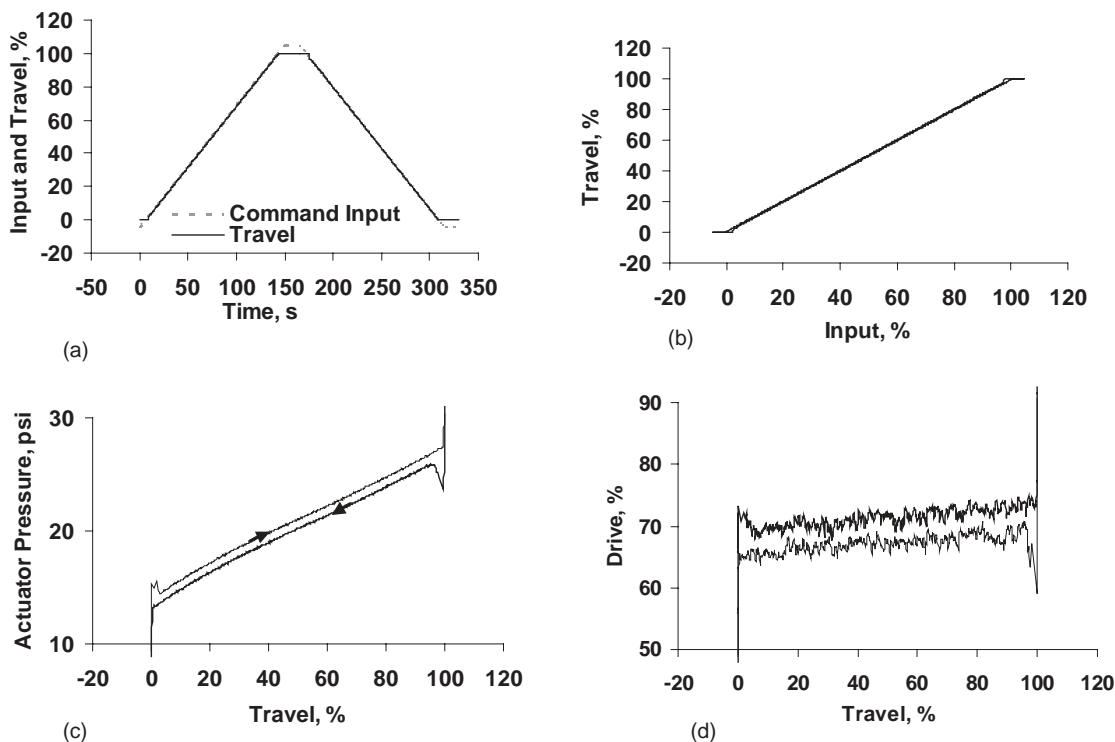 120
100
80
60
40
20
0
-20
Input and Travel, %
Command Input
Travel
-50 0 50 100 150 200 250 300 350
Time, s
(a)
120
100
80
60
40
20
0
-20
Travel, %
-20 0 20 40 60 80 100 120
Input, %
(b)
30
20
10
Actuator Pressure, psi
-20 0 20 40 60 80 100 120
Travel, %
(c)
90
80
70
60
50
Drive, %
-20 0 20 40 60 80 100 120
Travel, %
(d)